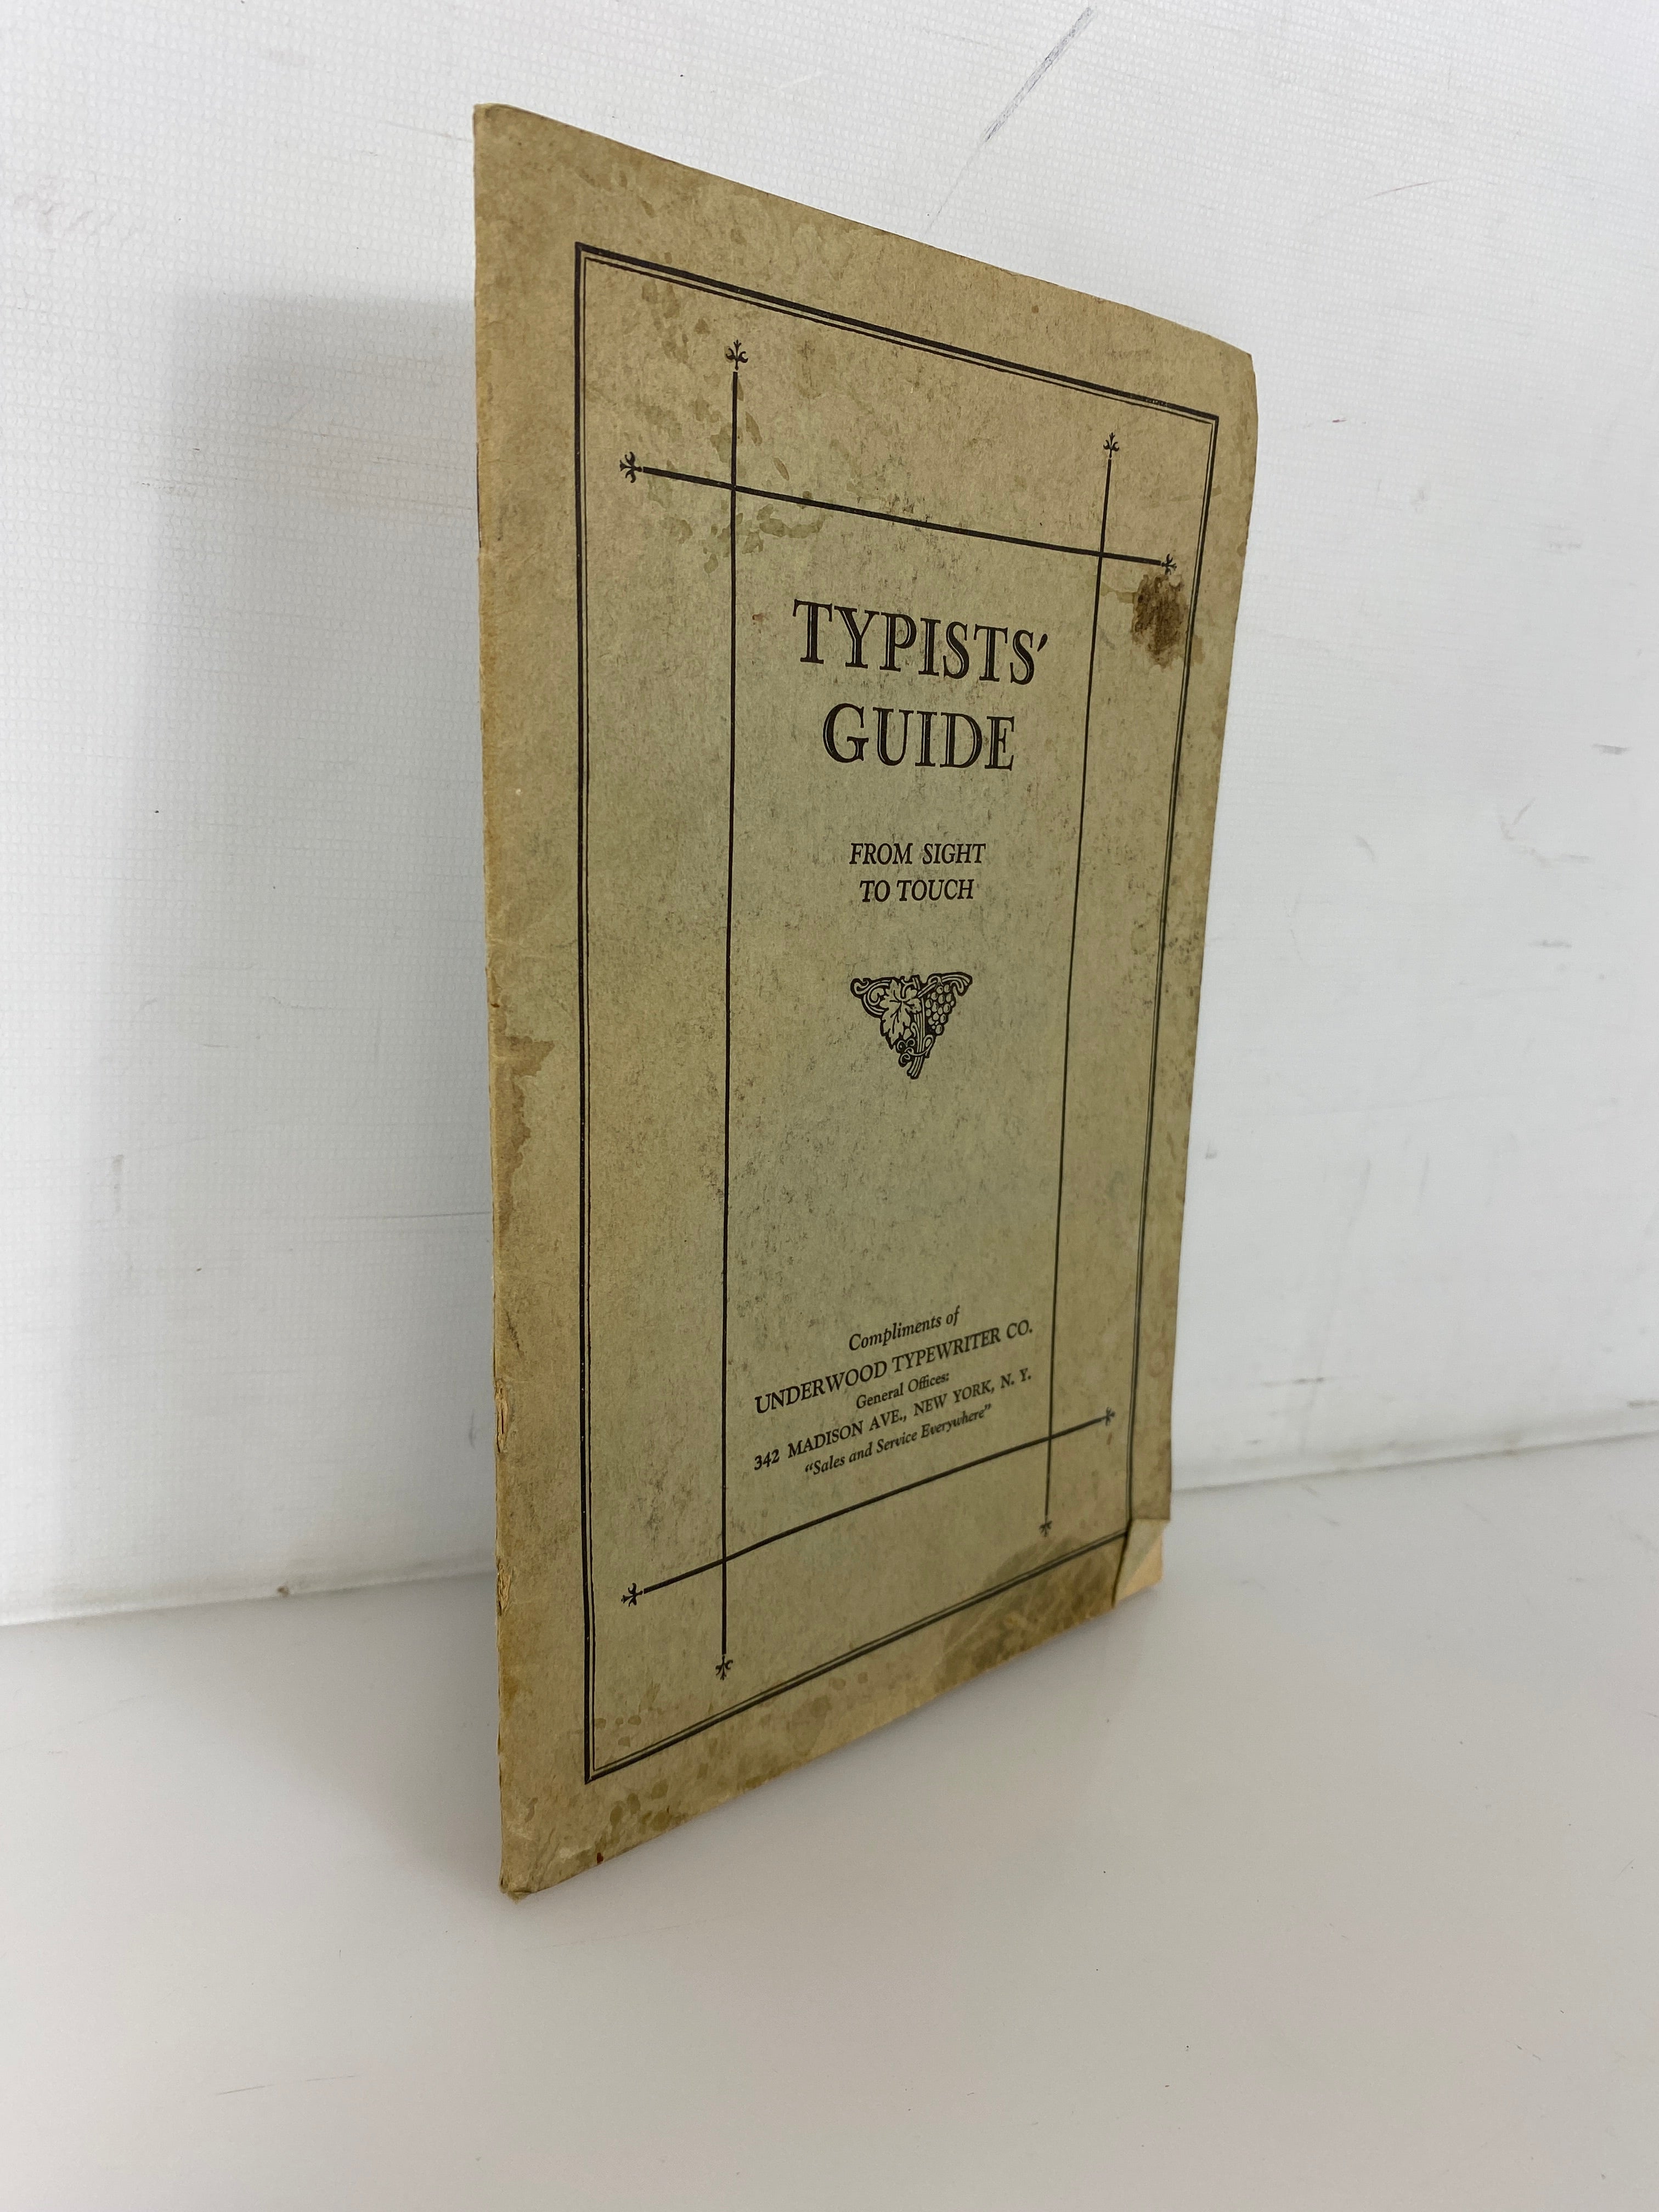 TYPISTS'
GUIDE
FROM SIGHT
TO TOUCH
Compliments of
UNDERWOOD TYPEWRITER CO.
General Offices:
342 MADISON AVE., NEW YORK, N. Y.
"Sales and Service Everywhere"